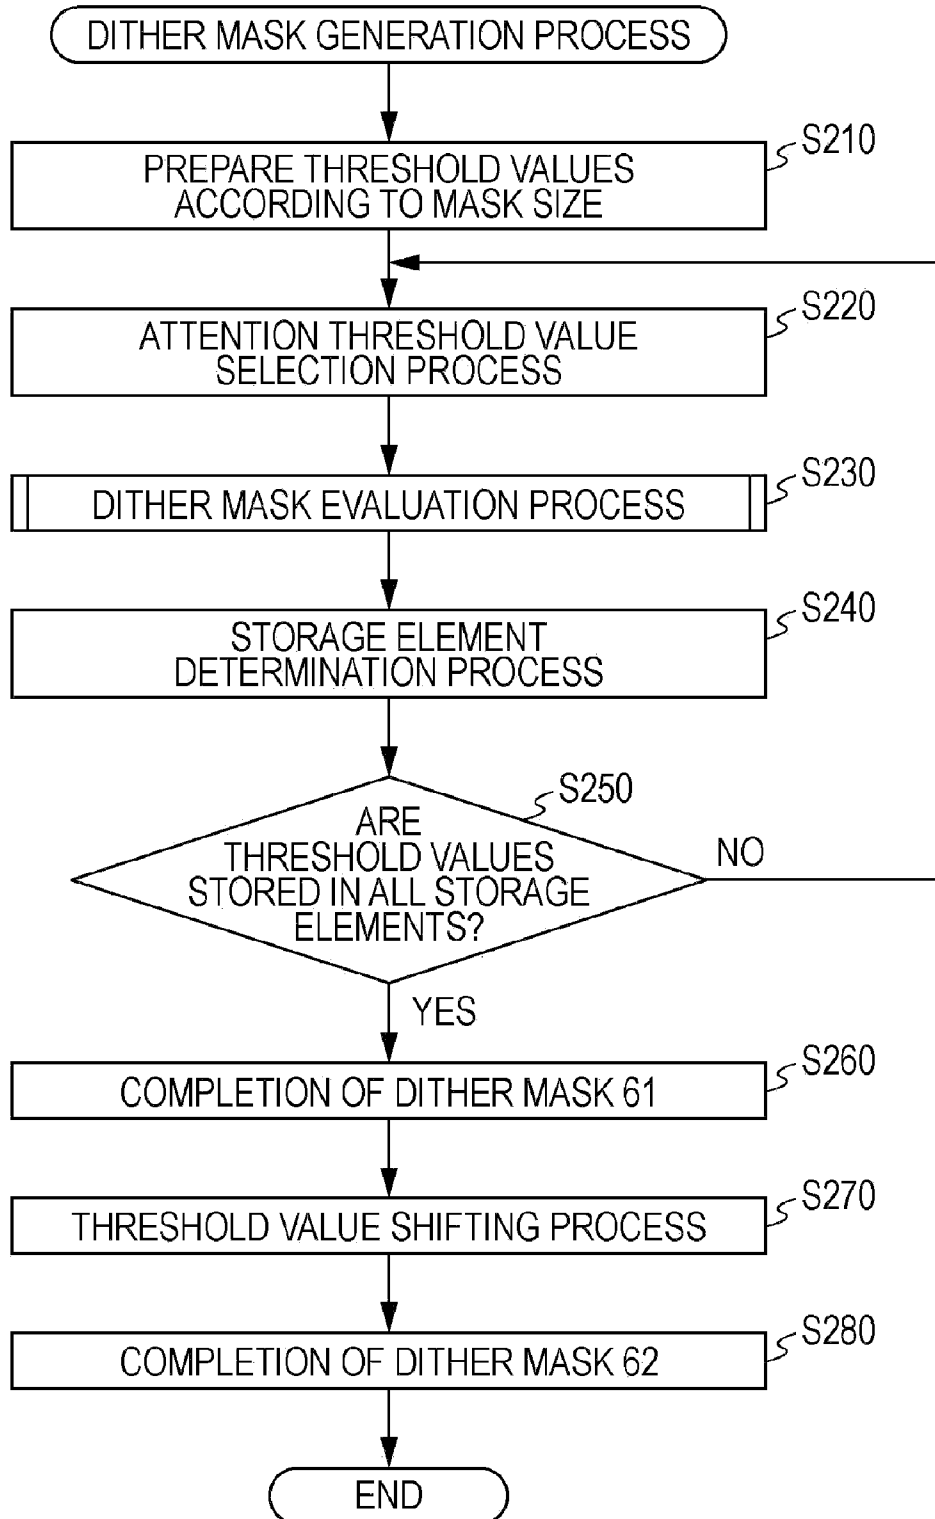 DITHER MASK GENERATION PROCESS
S210
PREPARE THRESHOLD VALUES
ACCORDING TO MASK SIZE
S220
ATTENTION THRESHOLD VALUE
SELECTION PROCESS
S230
DITHER MASK EVALUATION PROCESS
S240
STORAGE ELEMENT
DETERMINATION PROCESS
S250
ARE
THRESHOLD VALUES
STORED IN ALL STORAGE
ELEMENTS?
NO
YES
S260
COMPLETION OF DITHER MASK 61
S270
THRESHOLD VALUE SHIFTING PROCESS
S280
COMPLETION OF DITHER MASK 62
END